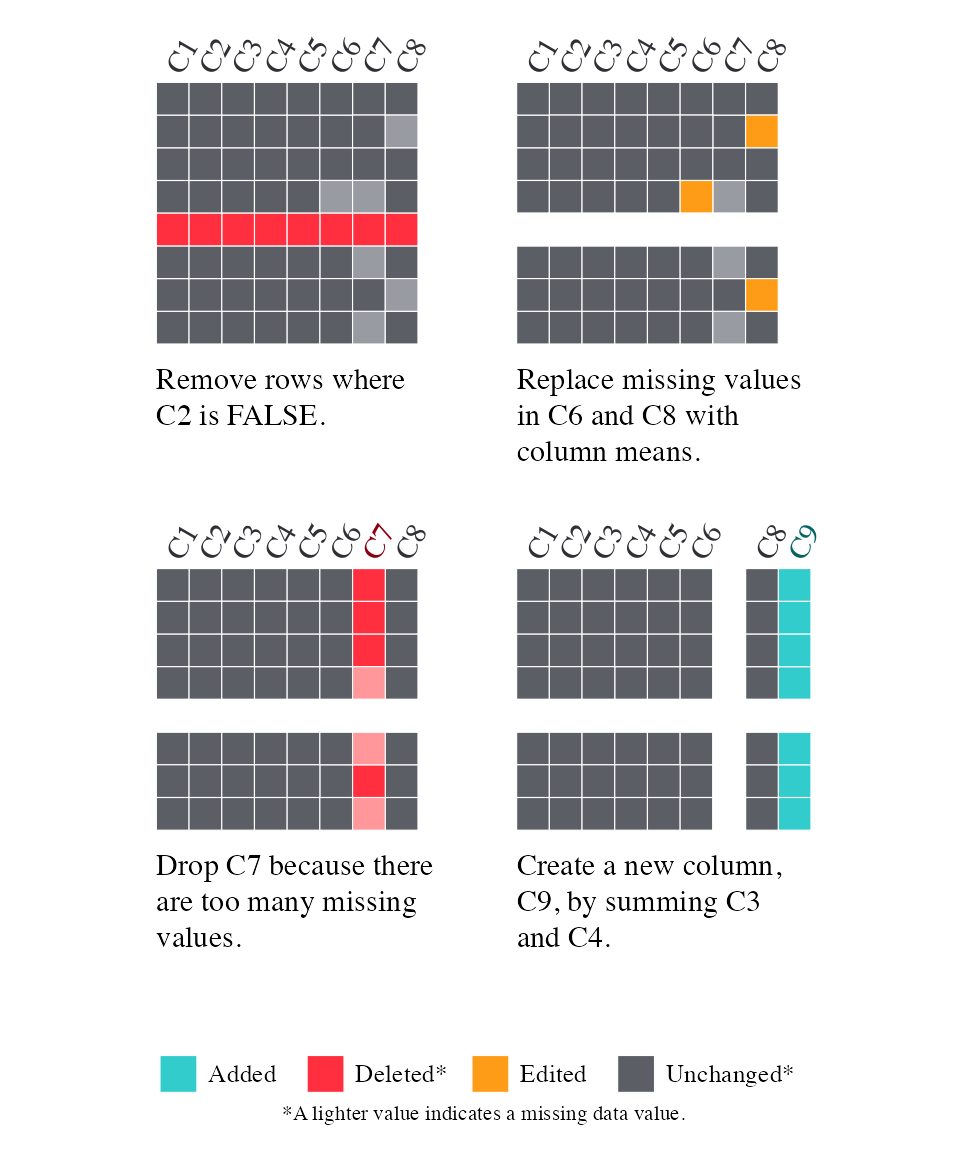 C1 C2 C3 C4 C5 C6 C7 C8
Remove rows where
C2 is FALSE.
C1 C2 C3 C4 C5 C6 C7 C8
Replace missing values
in C6 and C8 with
column means.
C1 C2 C3 C4 C5 C6 C7 C8
Drop C7 because there
are too many missing
values.
C1 C2 C3 C4 C5 C6 C8 C9
Create a new column,
C9, by summing C3
and C4.
Added Deleted* Edited Unchanged*
*A lighter value indicates a missing data value.